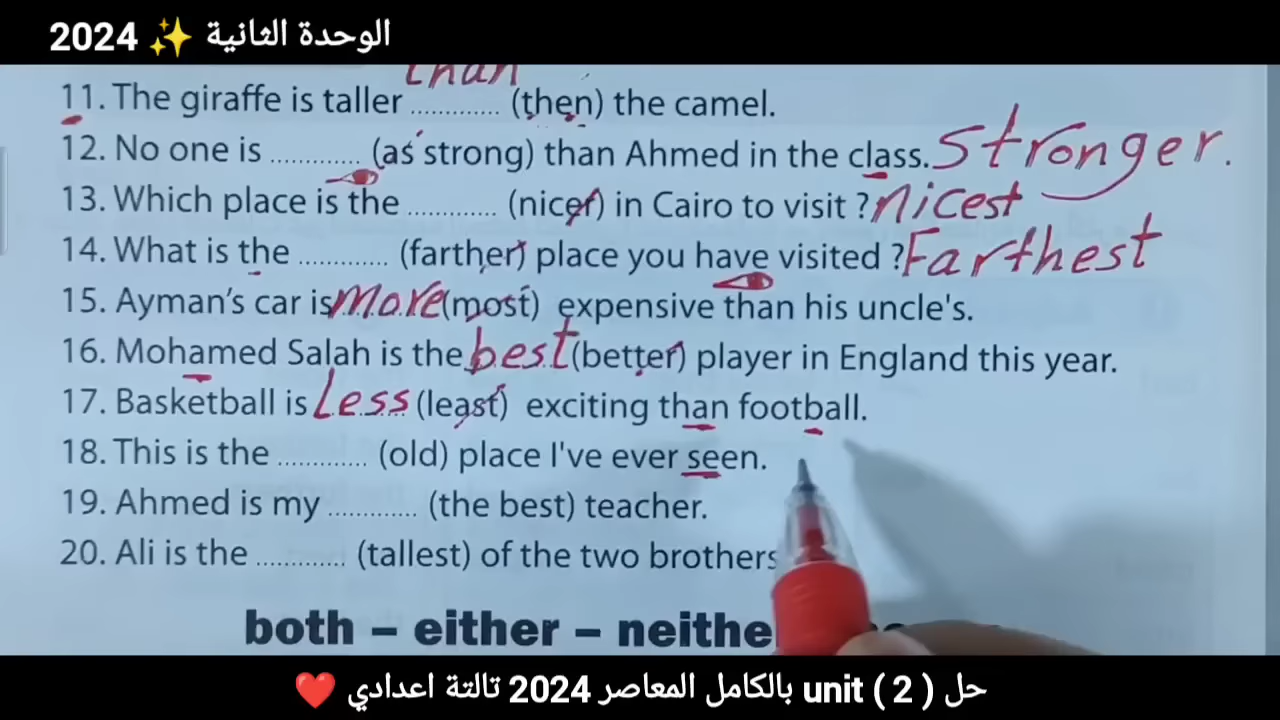 الوحدة الثانية ✨ 2024
than
11. The giraffe is taller ............ (then) the camel.
12. No one is ............ (as strong) than Ahmed in the class. Stronger.
13. Which place is the ............ (nicer) in Cairo to visit ? nicest
14. What is the ............ (farther) place you have visited ? Farthest
15. Ayman's car is more (most) expensive than his uncle's.
16. Mohamed Salah is the best (better) player in England this year.
17. Basketball is Less (least) exciting than football.
18. This is the ............ (old) place I've ever seen.
19. Ahmed is my ............ (the best) teacher.
20. Ali is the ............ (tallest) of the two brothers
both – either – neithe
حل unit ( 2 ) بالكامل المعاصر 2024 تالتة اعدادي ❤️